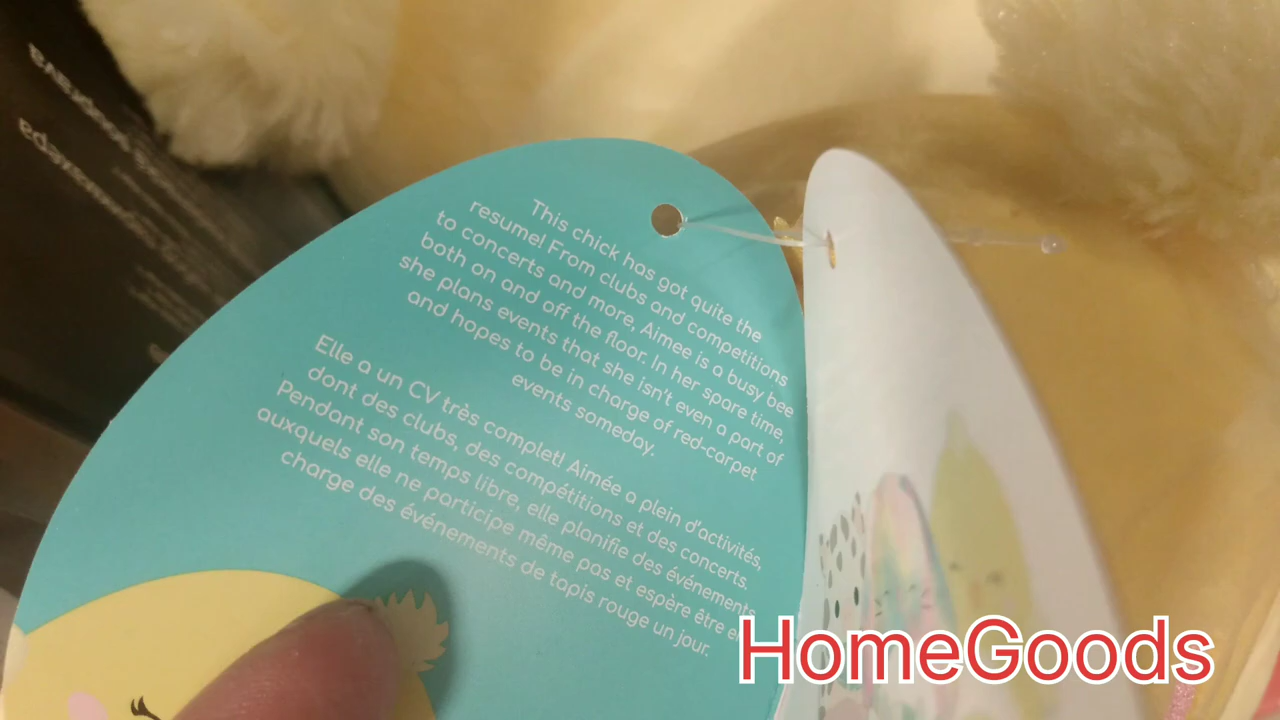 This chick has got quite the
resume! From clubs and competitions
to concerts and more, Aimee is a busy bee
both on and off the floor. In her spare time,
she plans events that she isn't even a part of
and hopes to be in charge of red-carpet
events someday.
Elle a un CV très complet! Aimée a plein d'activités,
dont des clubs, des compétitions et des concerts.
Pendant son temps libre, elle planifie des événements
auxquels elle ne participe même pas et espère être en
charge des événements de tapis rouge un jour.
HomeGoods